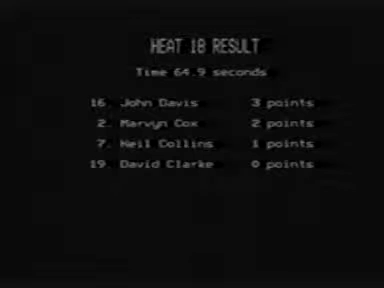 HEAT 18 RESULT
Time 64.9 seconds
16. John Davis 3 points
2. Marvyn Cox 2 points
7. Neil Collins 1 points
19. David Clarke 0 points